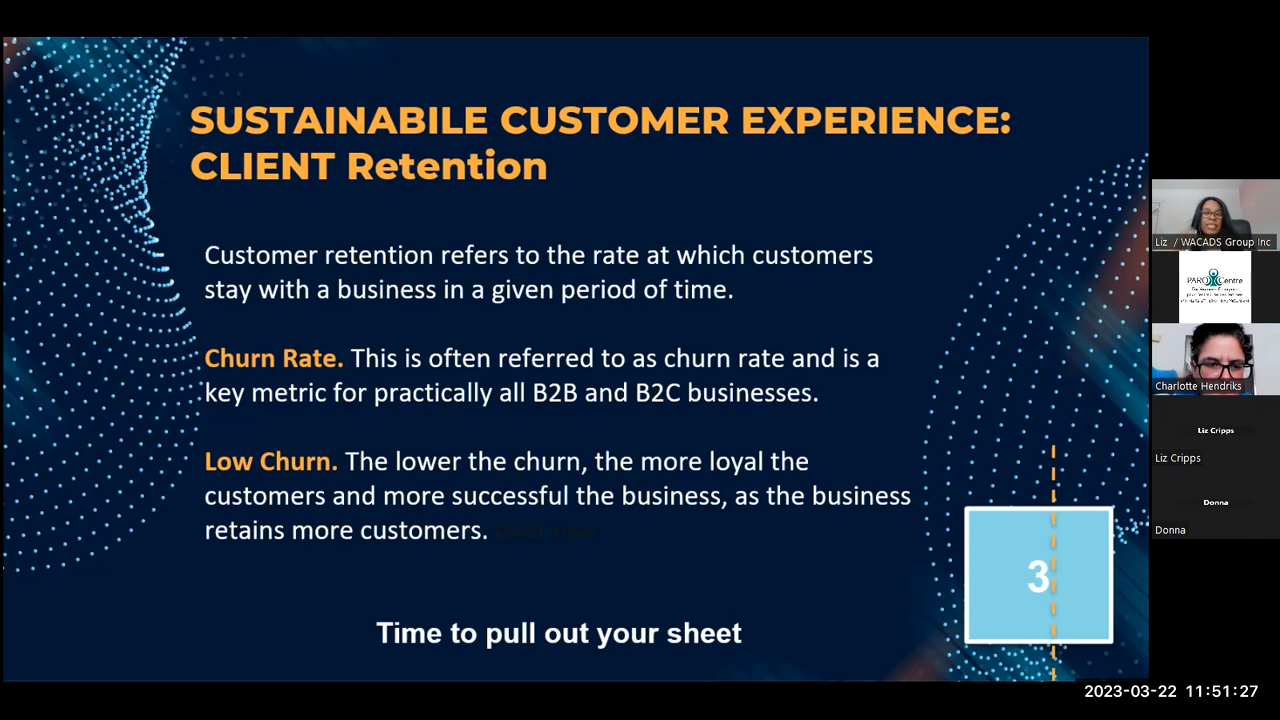 SUSTAINABILE CUSTOMER EXPERIENCE:
CLIENT Retention
Customer retention refers to the rate at which customers
stay with a business in a given period of time.
Churn Rate. This is often referred to as churn rate and is a
key metric for practically all B2B and B2C businesses.
Low Churn. The lower the churn, the more loyal the
customers and more successful the business, as the business
retains more customers.
3
Time to pull out your sheet
Liz / WACADS Group Inc
PARO Centre
Charlotte Hendriks
Liz Cripps
Liz Cripps
Donna
Donna
2023-03-22 11:51:27